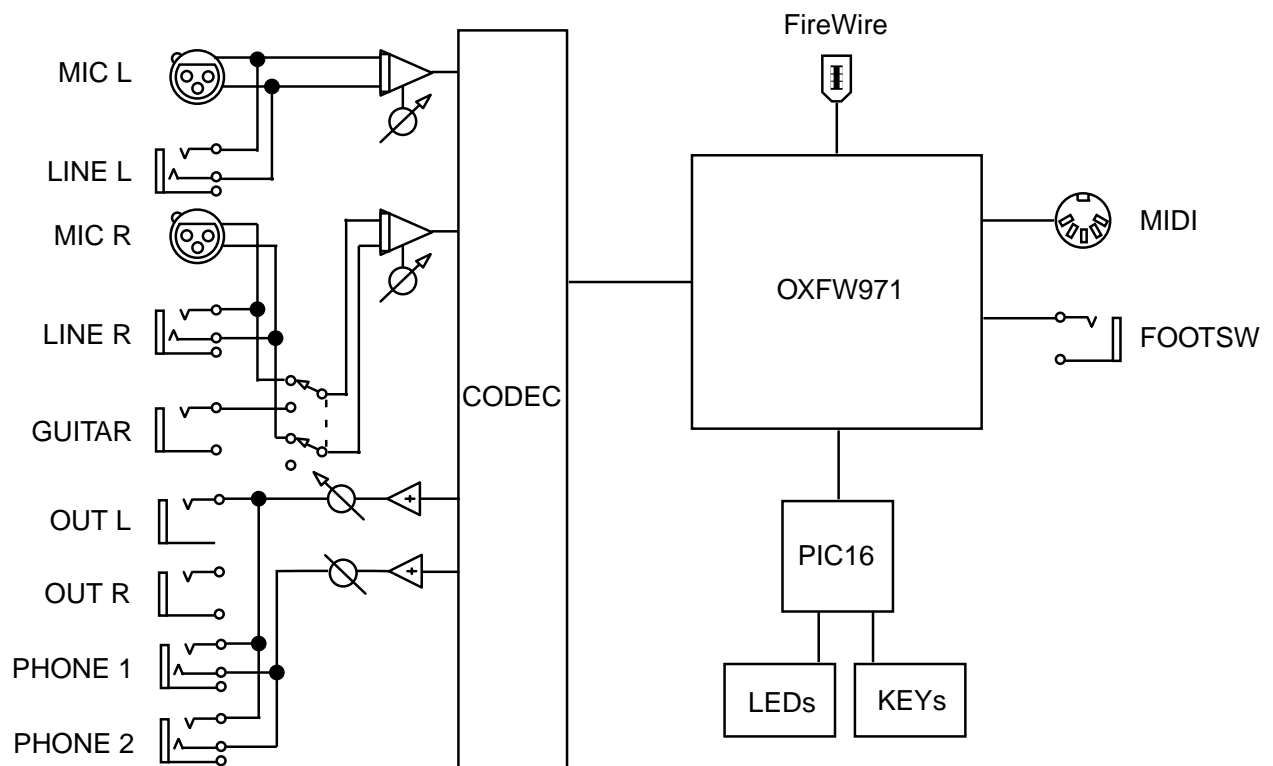 MIC L
LINE L
MIC R
LINE R
GUITAR
OUT L
OUT R
PHONE 1
PHONE 2
CODEC
FireWire
OXFW971
MIDI
FOOTSW
PIC16
LEDs
KEYs